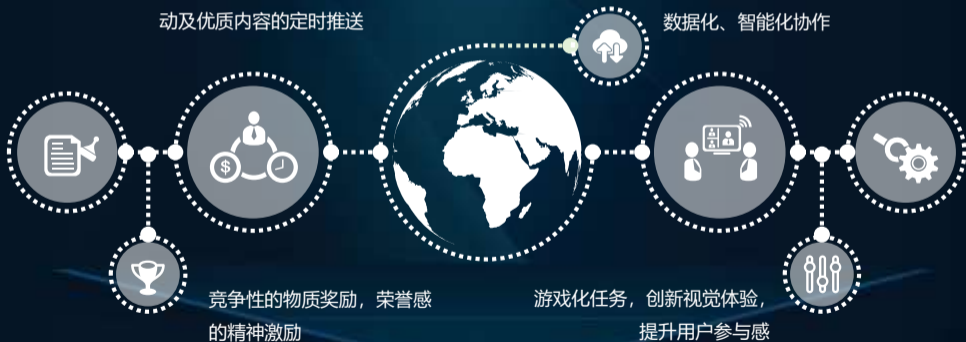 动及优质内容的定时推送
数据化、智能化协作
竞争性的物质奖励，荣誉感
的精神激励
游戏化任务，创新视觉体验，
提升用户参与感